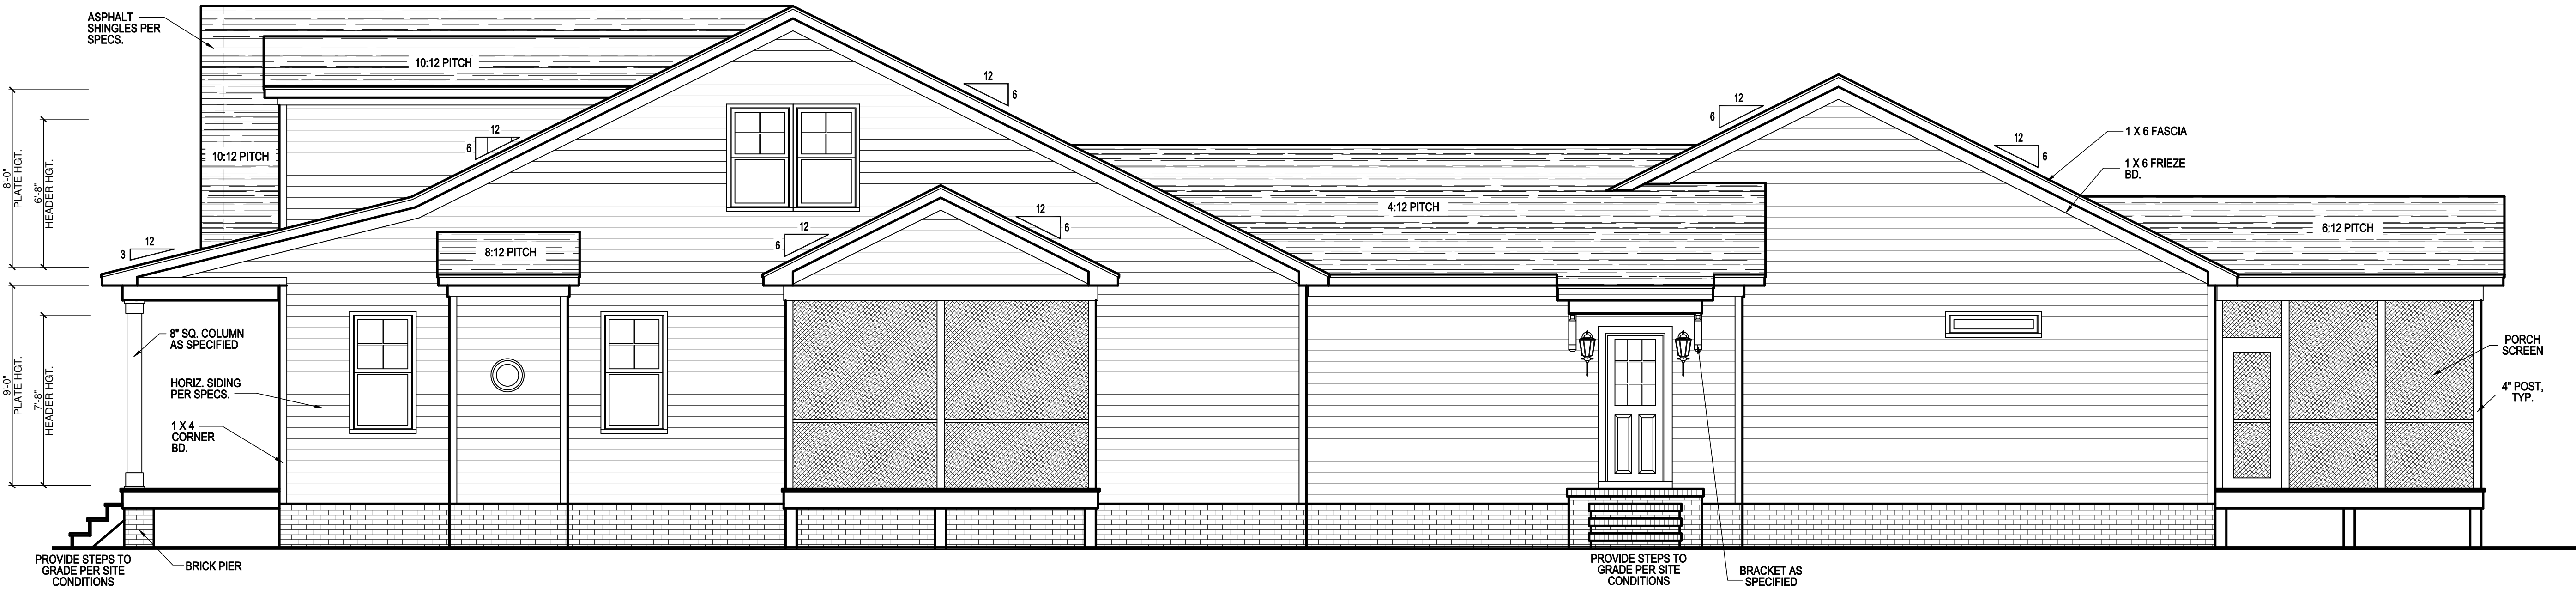 ASPHALT
SHINGLES PER
SPECS.
10:12 PITCH
10:12 PITCH
12
6
12
6
12
3
8'-0"
PLATE HGT.
6'-8"
HEADER HGT.
8:12 PITCH
12
6
12
6
4:12 PITCH
12
6
12
6
1 X 6 FASCIA
1 X 6 FRIEZE
BD.
6:12 PITCH
9'-0"
PLATE HGT.
7'-8"
HEADER HGT.
8" SQ. COLUMN
AS SPECIFIED
HORIZ. SIDING
PER SPECS.
1 X 4
CORNER
BD.
PORCH
SCREEN
4" POST,
TYP.
PROVIDE STEPS TO
GRADE PER SITE
CONDITIONS
BRICK PIER
PROVIDE STEPS TO
GRADE PER SITE
CONDITIONS
BRACKET AS
SPECIFIED